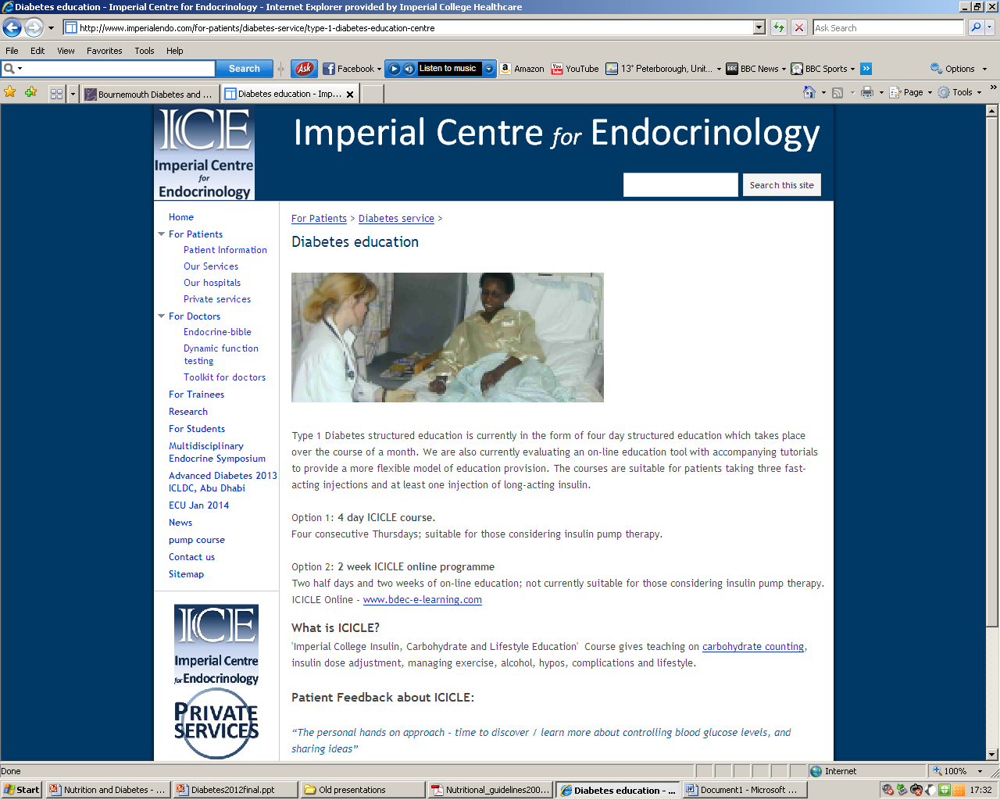 Diabetes education - Imperial Centre for Endocrinology - Internet Explorer provided by Imperial College Healthcare
http://www.imperialendo.com/for-patients/diabetes-service/type-1-diabetes-education-centre
Ask Search
File Edit View Favorites Tools Help
Search Ask Facebook Listen to music Amazon YouTube 13° Peterborough, Unit... BBC News BBC Sports Options
Bournemouth Diabetes and ... Diabetes education - Imp... Page Tools
ICE
Imperial Centre
for
Endocrinology
Imperial Centre for Endocrinology
Search this site
Home
For Patients
Patient Information
Our Services
Our hospitals
Private services
For Doctors
Endocrine-bible
Dynamic function
testing
Toolkit for doctors
For Trainees
Research
For Students
Multidisciplinary
Endocrine Symposium
Advanced Diabetes 2013
ICLDC, Abu Dhabi
ECU Jan 2014
News
pump course
Contact us
Sitemap
ICE
Imperial Centre
for Endocrinology
PRIVATE
SERVICES
For Patients > Diabetes service >
Diabetes education
Type 1 Diabetes structured education is currently in the form of four day structured education which takes place
over the course of a month. We are also currently evaluating an on-line education tool with accompanying tutorials
to provide a more flexible model of education provision. The courses are suitable for patients taking three fast-
acting injections and at least one injection of long-acting insulin.
Option 1: 4 day ICICLE course.
Four consecutive Thursdays; suitable for those considering insulin pump therapy.
Option 2: 2 week ICICLE online programme
Two half days and two weeks of on-line education; not currently suitable for those considering insulin pump therapy.
ICICLE Online - www.bdec-e-learning.com
What is ICICLE?
'Imperial College Insulin, Carbohydrate and Lifestyle Education' Course gives teaching on carbohydrate counting,
insulin dose adjustment, managing exercise, alcohol, hypos, complications and lifestyle.
Patient Feedback about ICICLE:
“The personal hands on approach - time to discover / learn more about controlling blood glucose levels, and
sharing ideas”
Done Internet 100%
Start Nutrition and Diabetes - ... Diabetes2012final.ppt Old presentations Nutritional_guidelines200... Diabetes education - ... Document1 - Microsoft ... 17:32